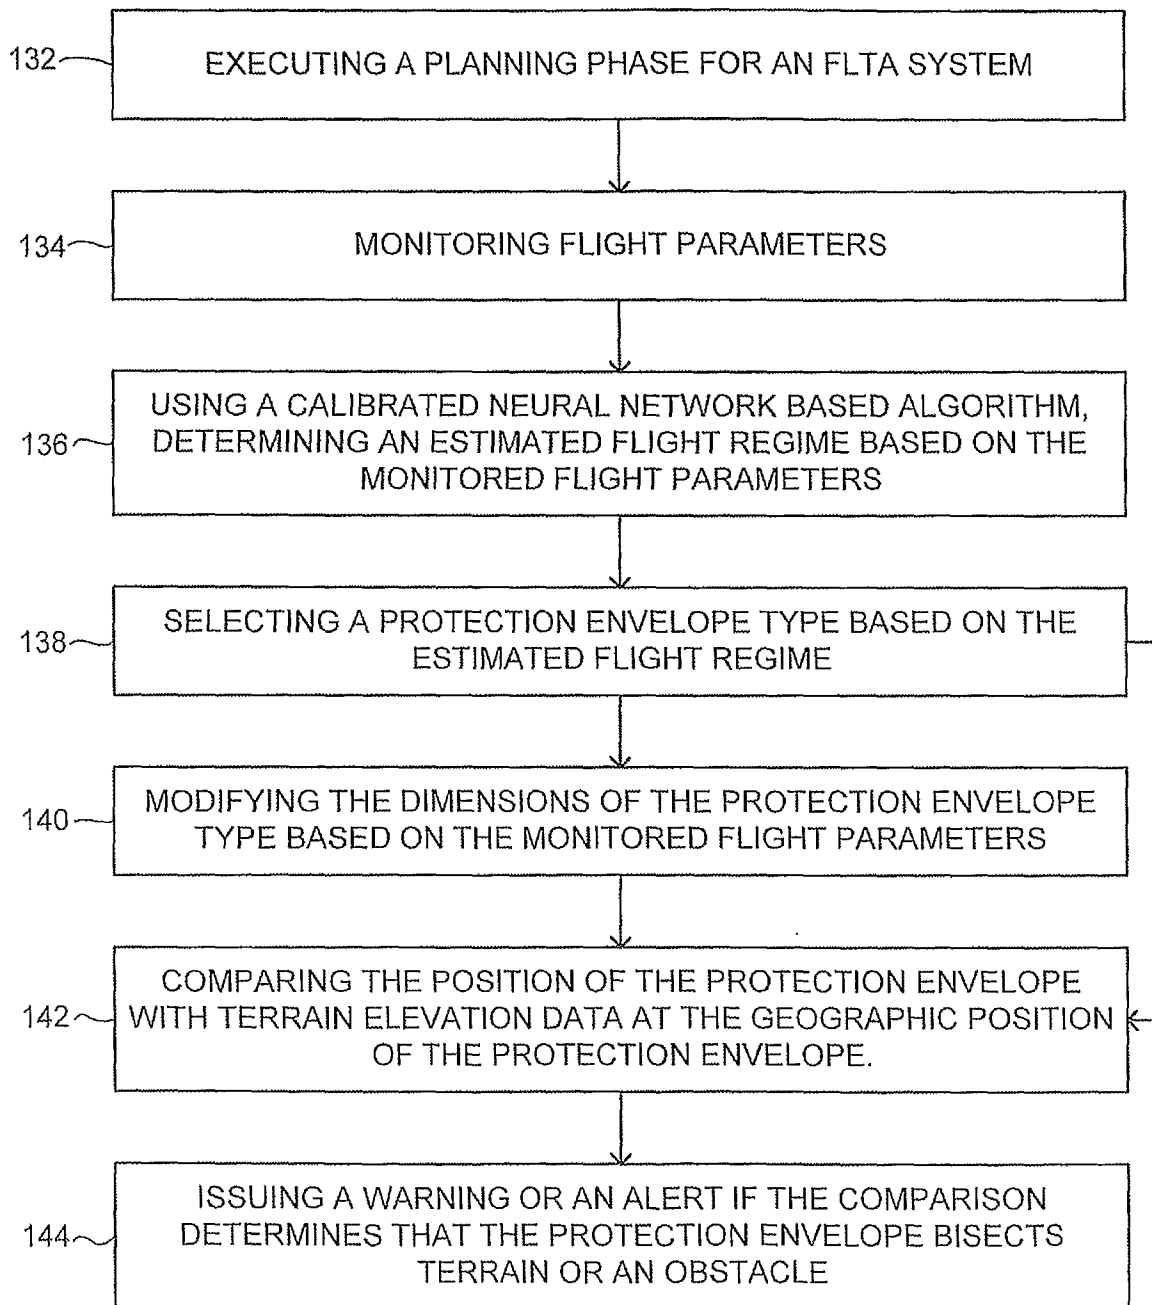 132
EXECUTING A PLANNING PHASE FOR AN FLTA SYSTEM
134
MONITORING FLIGHT PARAMETERS
136
USING A CALIBRATED NEURAL NETWORK BASED ALGORITHM,
DETERMINING AN ESTIMATED FLIGHT REGIME BASED ON THE
MONITORED FLIGHT PARAMETERS
138
SELECTING A PROTECTION ENVELOPE TYPE BASED ON THE
ESTIMATED FLIGHT REGIME
140
MODIFYING THE DIMENSIONS OF THE PROTECTION ENVELOPE
TYPE BASED ON THE MONITORED FLIGHT PARAMETERS
142
COMPARING THE POSITION OF THE PROTECTION ENVELOPE
WITH TERRAIN ELEVATION DATA AT THE GEOGRAPHIC POSITION
OF THE PROTECTION ENVELOPE.
144
ISSUING A WARNING OR AN ALERT IF THE COMPARISON
DETERMINES THAT THE PROTECTION ENVELOPE BISECTS
TERRAIN OR AN OBSTACLE